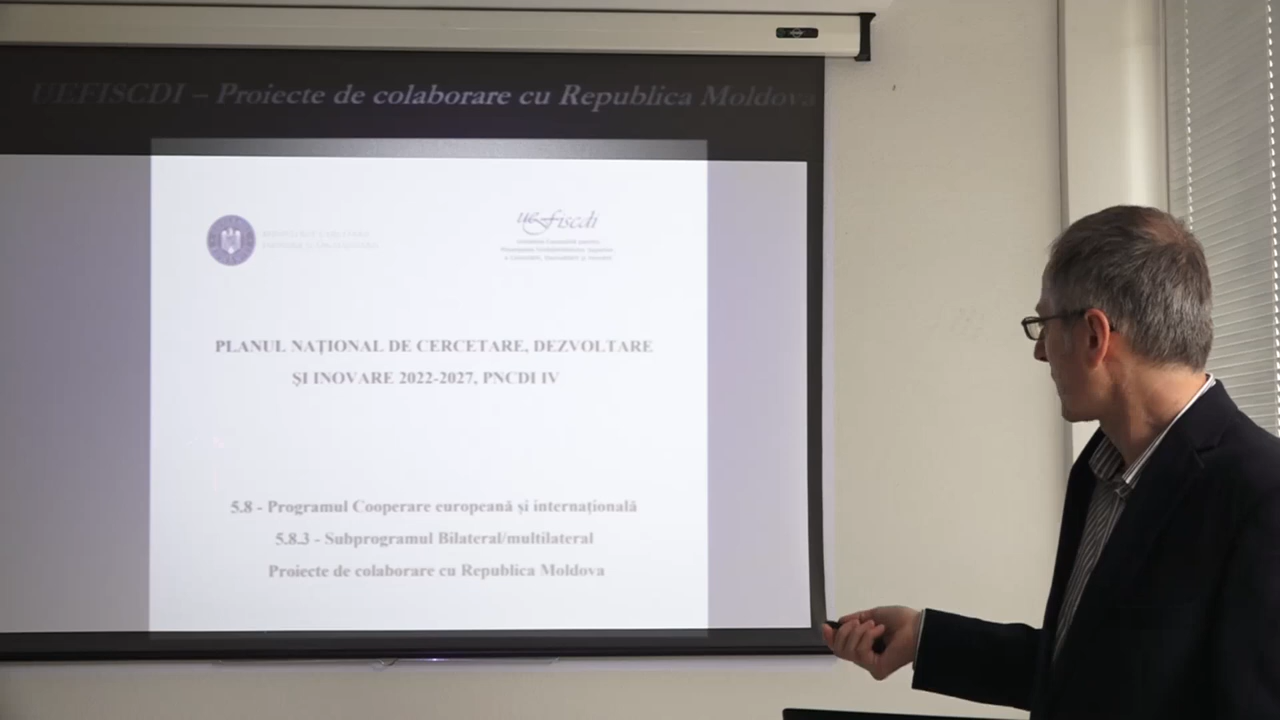 UEFISCDI – Proiecte de colaborare cu Republica Moldova
uefiscdi
PLANUL NAȚIONAL DE CERCETARE, DEZVOLTARE
ȘI INOVARE 2022-2027, PNCDI IV
5.8 - Programul Cooperare europeană și internațională
5.8.3 - Subprogramul Bilateral/multilateral
Proiecte de colaborare cu Republica Moldova